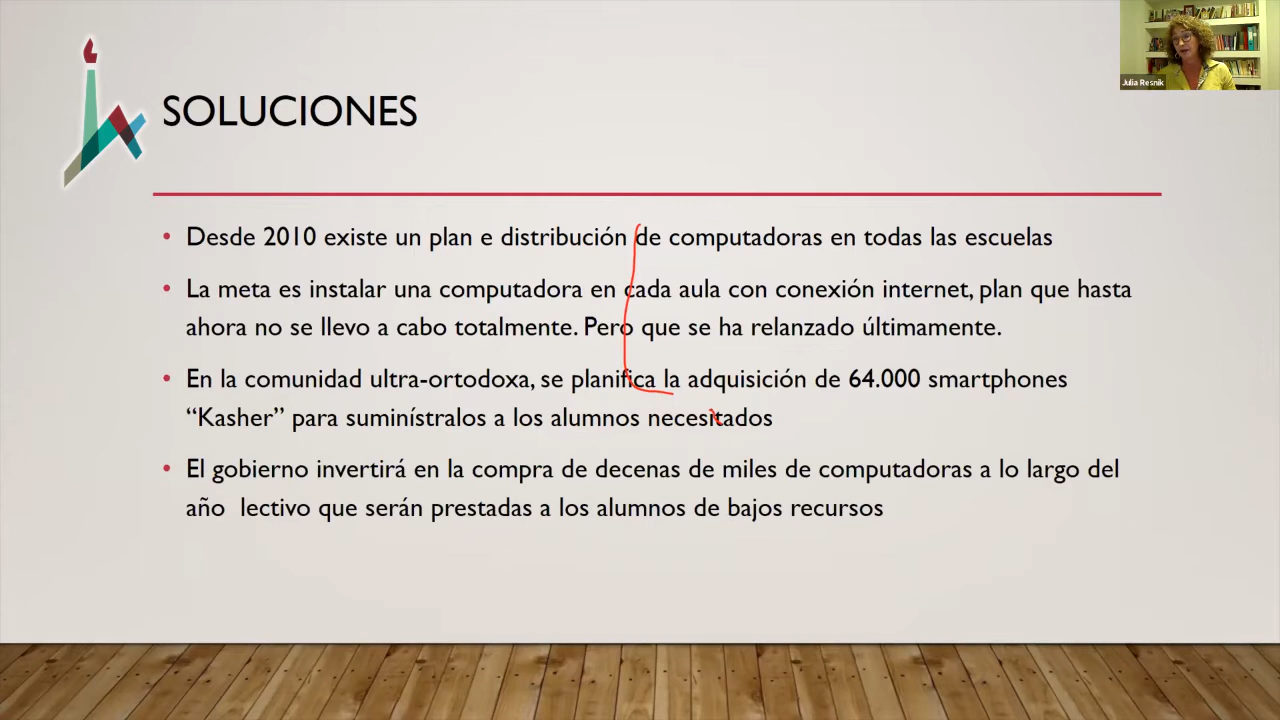 Julia Resnik
SOLUCIONES
• Desde 2010 existe un plan e distribución de computadoras en todas las escuelas
• La meta es instalar una computadora en cada aula con conexión internet, plan que hasta
ahora no se llevo a cabo totalmente. Pero que se ha relanzado últimamente.
• En la comunidad ultra-ortodoxa, se planifica la adquisición de 64.000 smartphones
“Kasher” para suminístralos a los alumnos necesitados
• El gobierno invertirá en la compra de decenas de miles de computadoras a lo largo del
año lectivo que serán prestadas a los alumnos de bajos recursos